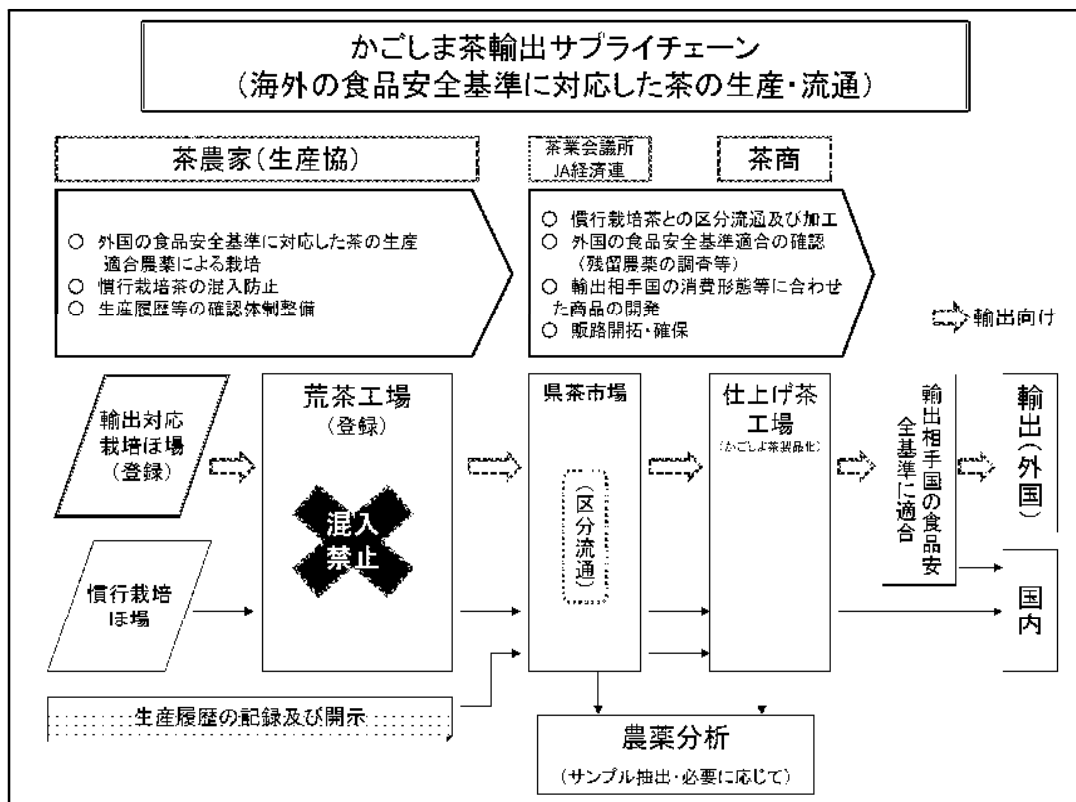 かごしま茶輸出サプライチェーン
(海外の食品安全基準に対応した茶の生産・流通)
茶農家(生産協)
茶業会議所
JA経済連
茶商
○ 外国の食品安全基準に対応した茶の生産
適合農薬による栽培
○ 慣行栽培茶の混入防止
○ 生産履歴等の確認体制整備
○ 慣行栽培茶との区分流通及び加工
○ 外国の食品安全基準適合の確認
(残留農薬の調査等)
○ 輸出相手国の消費形態等に合わせ
た商品の開発
○ 販路開拓・確保
輸出向け
輸出対応
栽培ほ場
(登録)
荒茶工場
(登録)
混入
禁止
県茶市場
(区分流通)
仕上げ茶
工場
(かごしま茶製品化)
輸出相手国の食品安
全基準に適合
輸出(外国)
慣行栽培
ほ場
国内
生産履歴の記録及び開示
農薬分析
(サンプル抽出・必要に応じて)